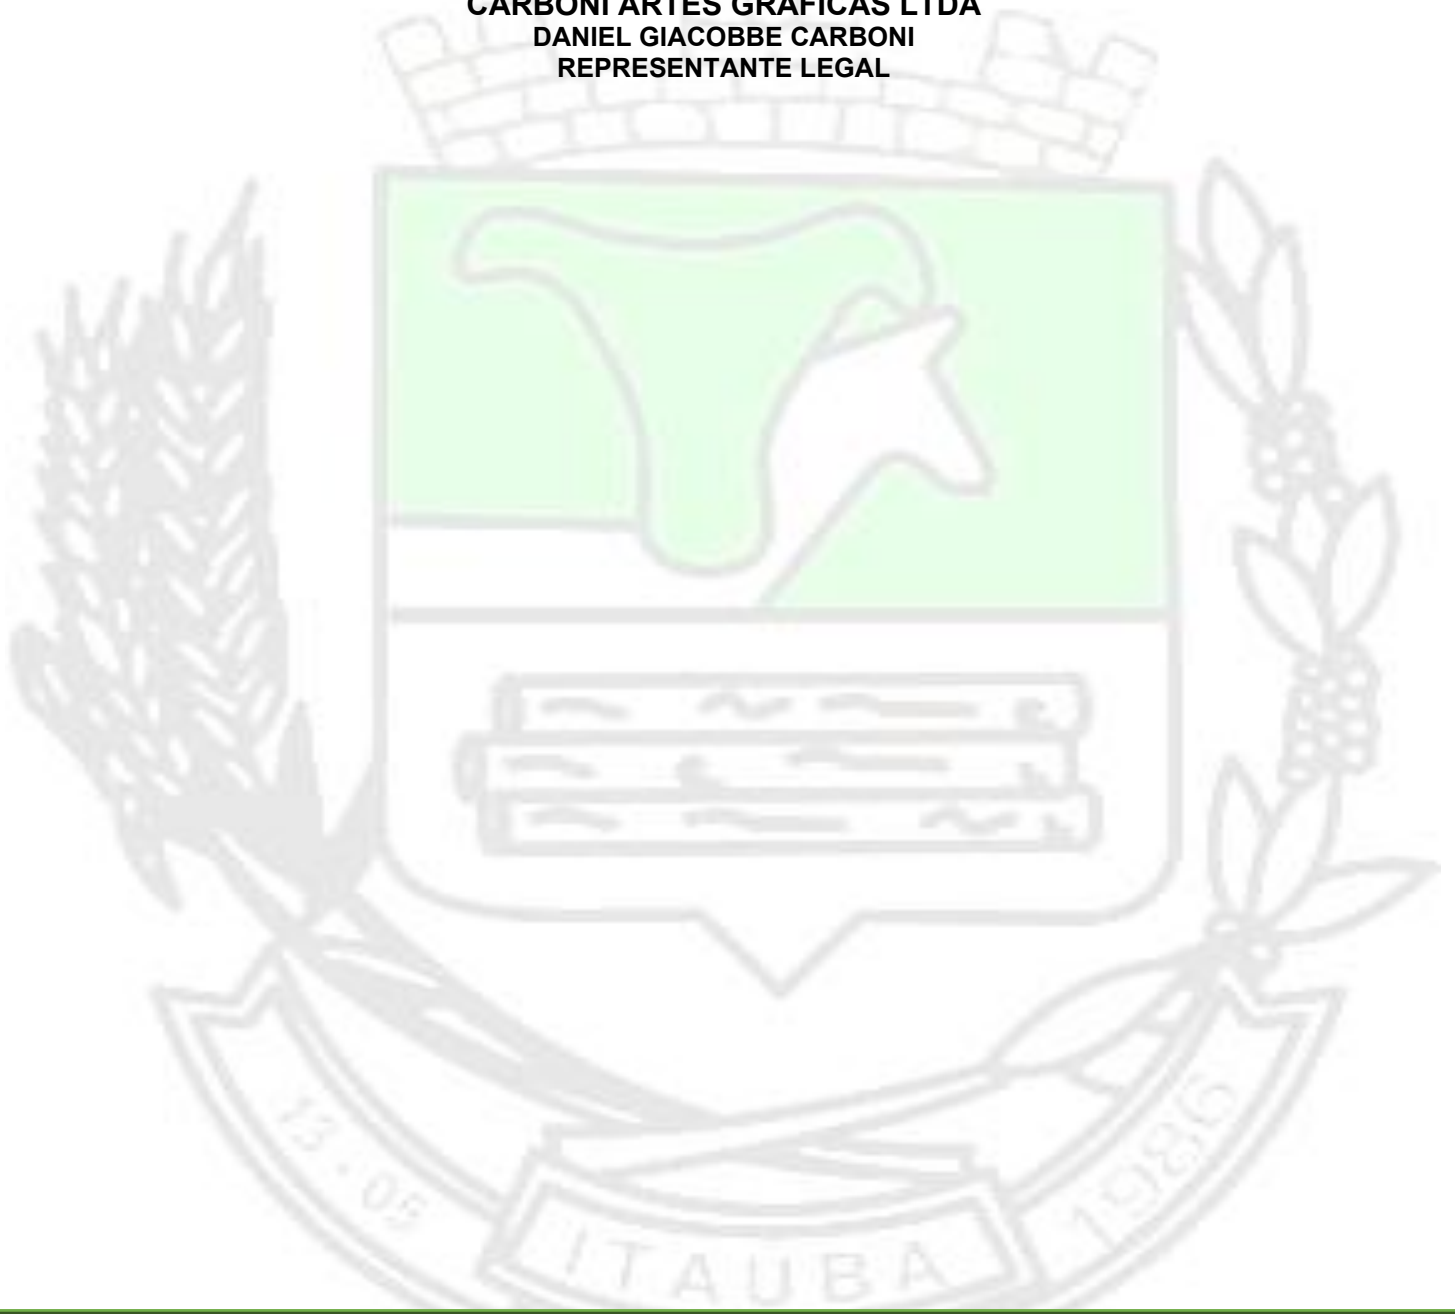 CARBONI ARTES GRÁFICAS LTDA
DANIEL GIACOBBE CARBONI
REPRESENTANTE LEGAL
13.05
ITAUBA
1986